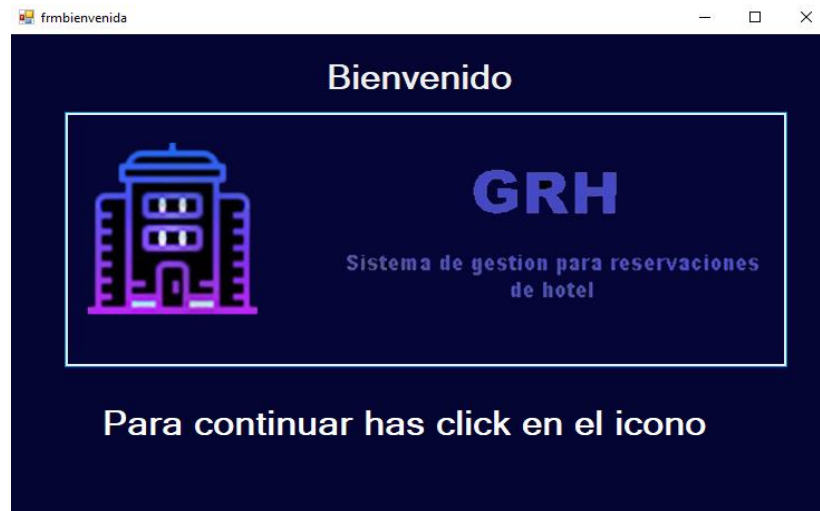 frmbienvenida
Bienvenido
GRH
Sistema de gestion para reservaciones
de hotel
Para continuar has click en el icono